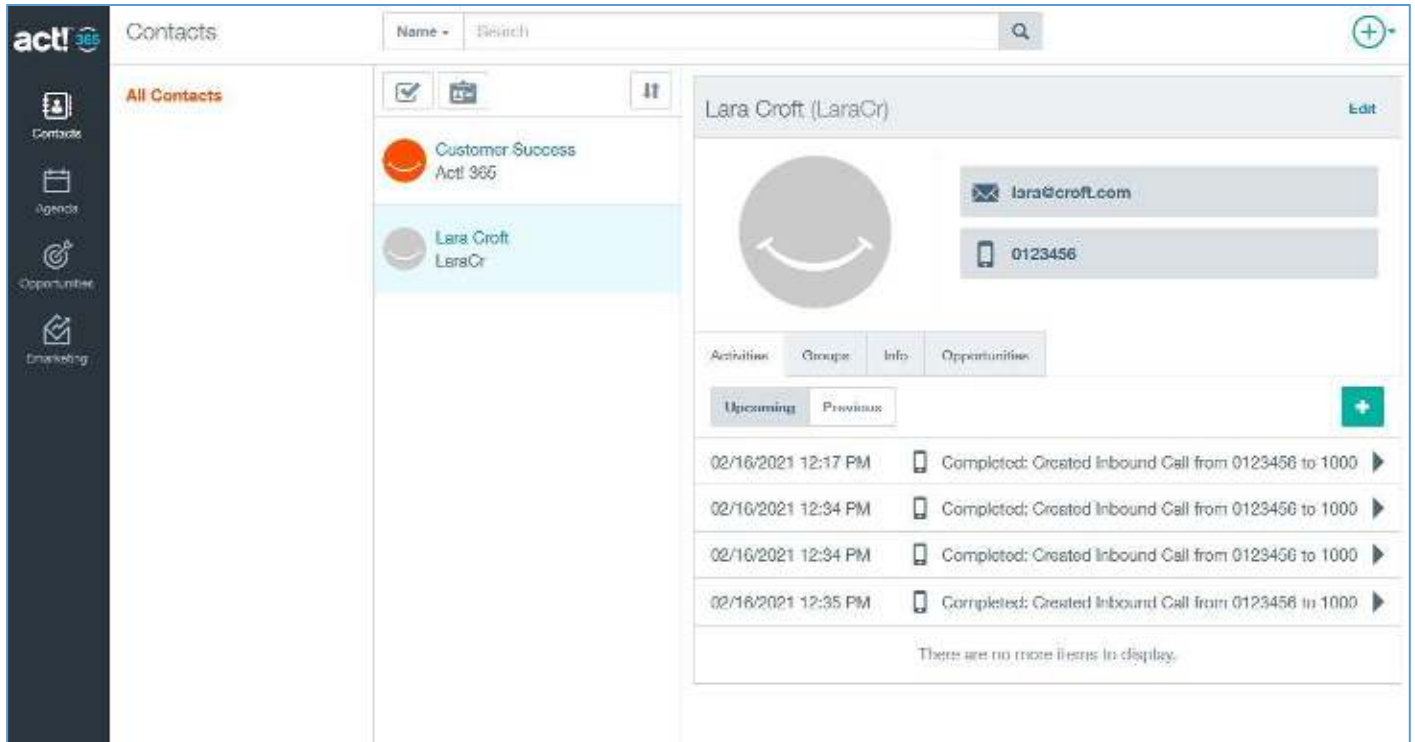 act! 365
Contacts
Name
Search
Contacts
Agenda
Opportunities
Emarketing
All Contacts
Customer Success
Act! 365
Lara Croft
LaraCr
Lara Croft (LaraCr)
Edit
lara@croft.com
0123456
Activities Groups Info Opportunities
Upcoming Previous
02/16/2021 12:17 PM Completed: Created Inbound Call from 0123456 to 1000
02/16/2021 12:34 PM Completed: Created Inbound Call from 0123456 to 1000
02/16/2021 12:34 PM Completed: Created Inbound Call from 0123456 to 1000
02/16/2021 12:35 PM Completed: Created Inbound Call from 0123456 to 1000
There are no more items to display.